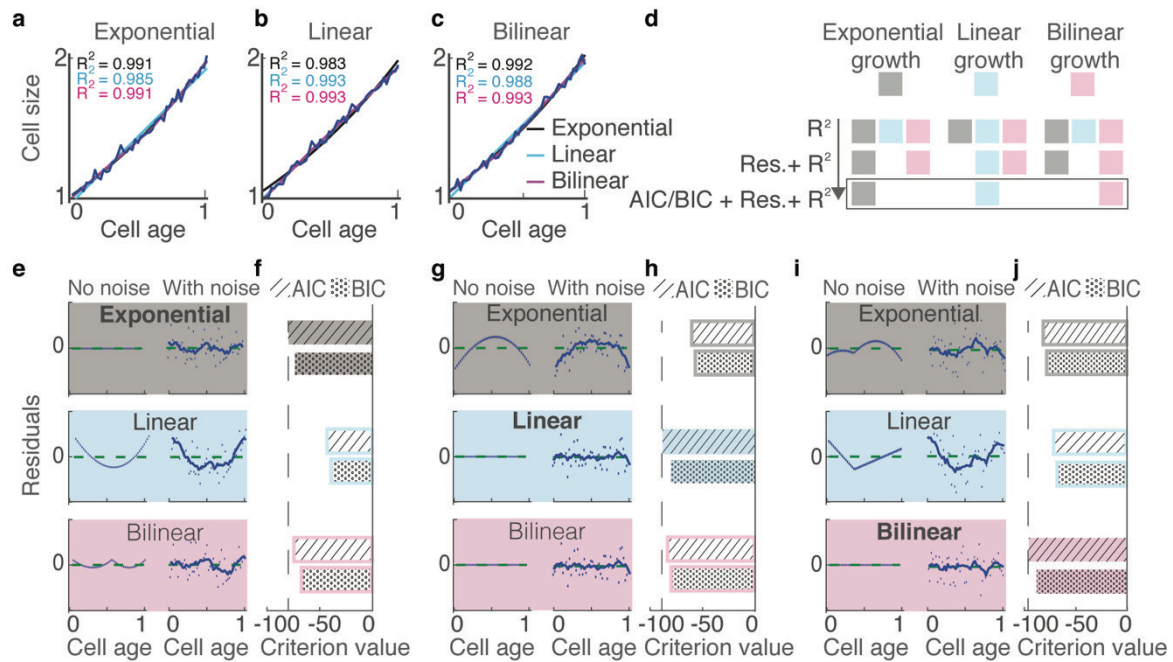 a
Exponential
R² = 0.991
R² = 0.985
R² = 0.991
2
1
Cell size
0
1
Cell age
b
Linear
R² = 0.983
R² = 0.993
R² = 0.993
0
1
Cell age
c
Bilinear
2
R² = 0.992
R² = 0.988
R² = 0.993
Exponential
Linear
Bilinear
1
0
1
Cell age
d
Exponential growth
Linear growth
Bilinear growth
R²
Res.+ R²
AIC/BIC + Res.+ R²
e
No noise
With noise
Exponential
0
Linear
0
Residuals
Bilinear
0
0
1
0
1
Cell age
Cell age
f
AIC
BIC
-100
-50
0
Criterion value
g
No noise
With noise
Exponential
0
Linear
0
Bilinear
0
0
1
0
1
Cell age
Cell age
h
AIC
BIC
-100
-50
0
Criterion value
i
No noise
With noise
Exponential
0
Linear
0
Bilinear
0
0
1
0
1
Cell age
Cell age
j
AIC
BIC
-100
-50
0
Criterion value